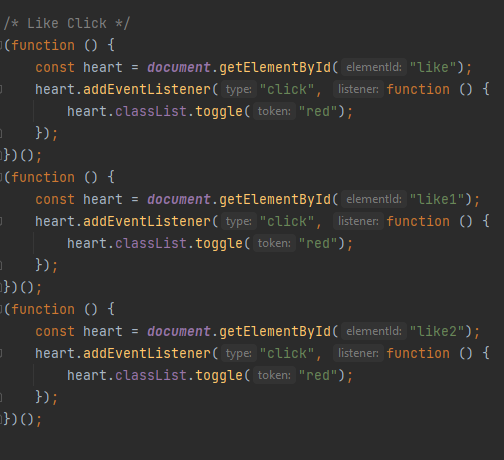 /* Like Click */
(function () {
    const heart = document.getElementById( elementId: "like");
    heart.addEventListener( type: "click", listener: function () {
        heart.classList.toggle( token: "red");
    });
})();
(function () {
    const heart = document.getElementById( elementId: "like1");
    heart.addEventListener( type: "click", listener: function () {
        heart.classList.toggle( token: "red");
    });
})();
(function () {
    const heart = document.getElementById( elementId: "like2");
    heart.addEventListener( type: "click", listener: function () {
        heart.classList.toggle( token: "red");
    });
})();